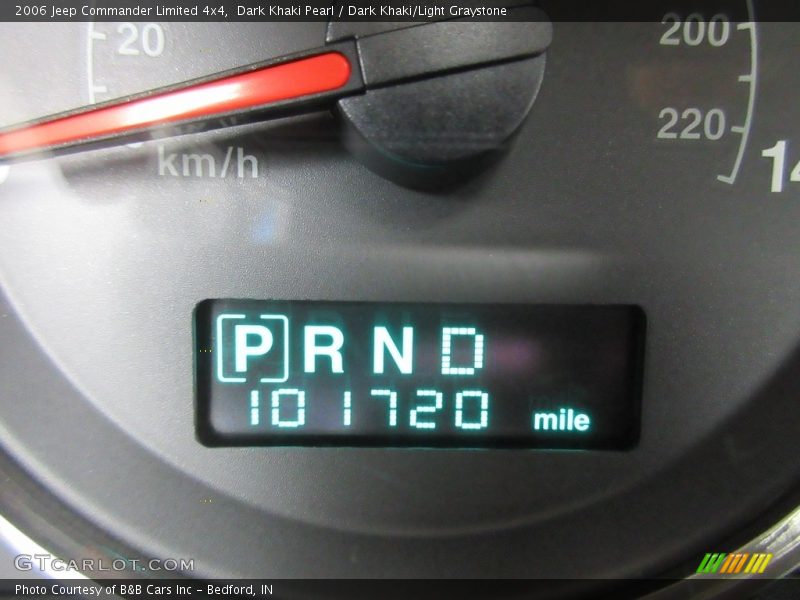 2006 Jeep Commander Limited 4x4, Dark Khaki Pearl / Dark Khaki/Light Graystone
20
200
km/h
220
14
P R N D
101720 mile
GTCARLOT.COM
Photo Courtesy of B&B Cars Inc – Bedford, IN